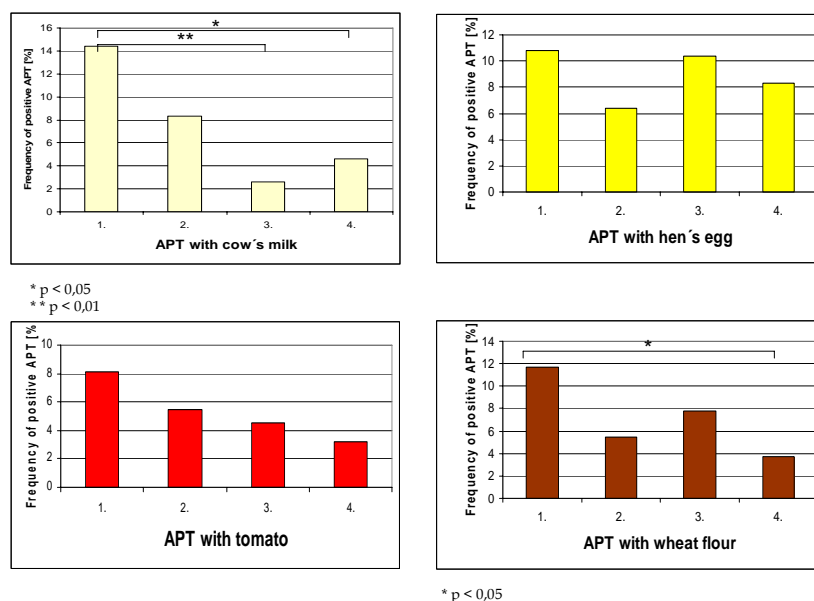 Frequency of positive APT [%]
16
14
12
10
8
6
4
2
0
*
**
1. 2. 3. 4.
APT with cow´s milk
* p < 0,05
* * p < 0,01
Frequency of positive APT [%]
12
10
8
6
4
2
0
1. 2. 3. 4.
APT with hen´s egg
Frequency of positive APT [%
10
8
6
4
2
0
1. 2. 3. 4.
APT with tomato
Frequency of positive APT [%]
14
12
10
8
6
4
2
0
*
1. 2. 3. 4.
APT with wheat flour
* p < 0,05